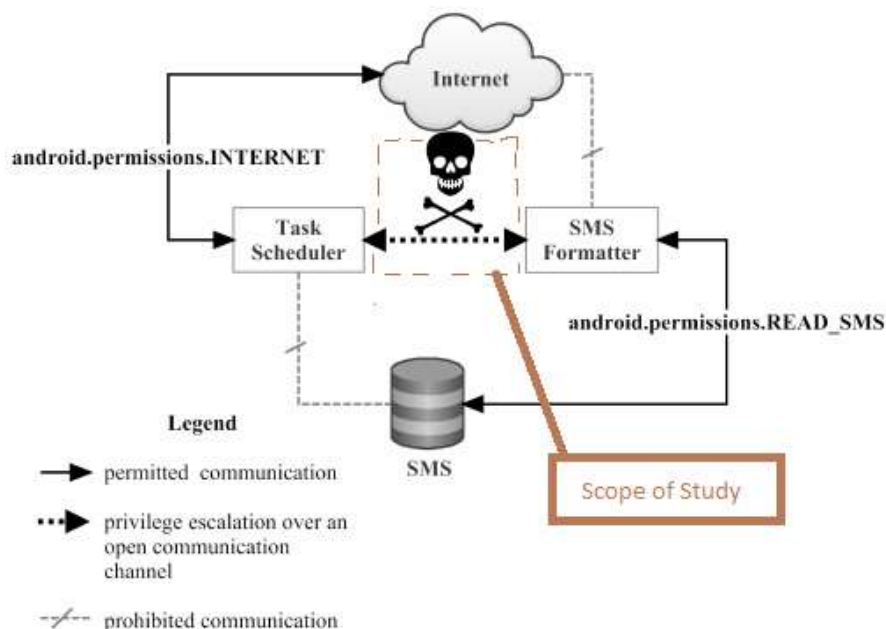 Internet
android.permissions.INTERNET
Task
Scheduler
SMS
Formatter
android.permissions.READ_SMS
SMS
Legend
permitted communication
privilege escalation over an
open communication
channel
prohibited communication
Scope of Study